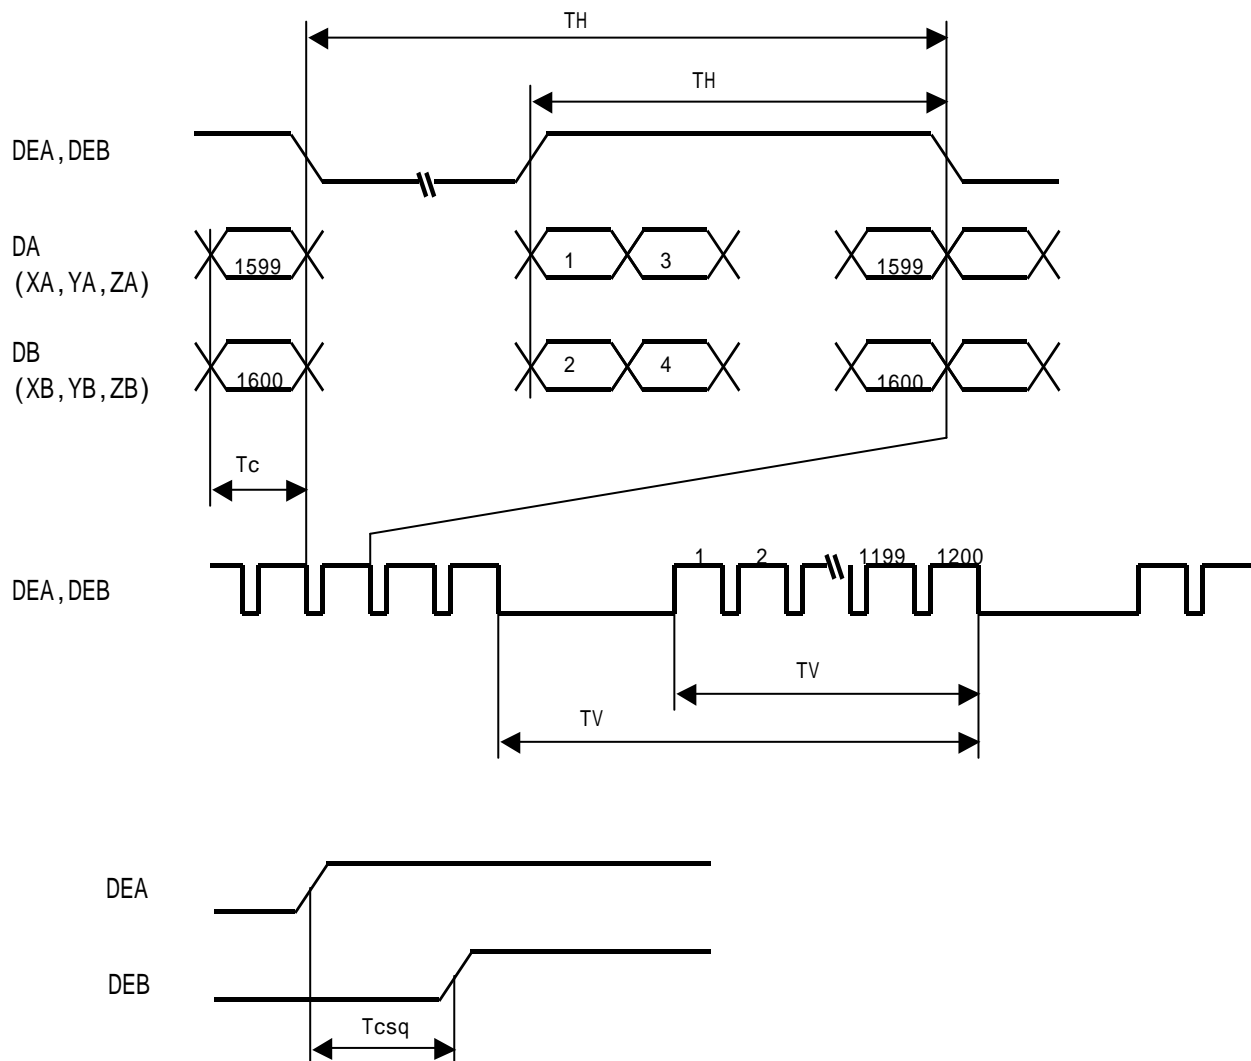 TH
TH
DEA,DEB
DA
(XA,YA,ZA)
1599
1
3
1599
DB
(XB,YB,ZB)
1600
2
4
1600
Tc
DEA,DEB
1
2
1199
1200
TV
TV
DEA
DEB
Tcsq